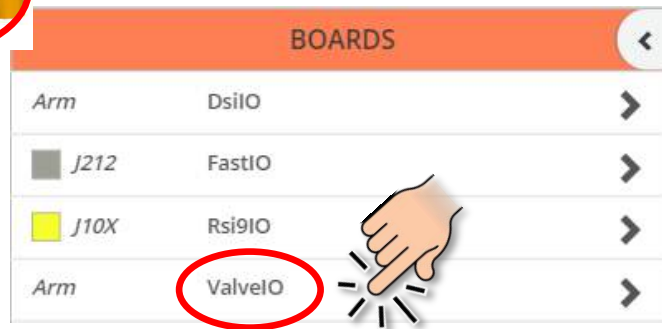 BOARDS
Arm DsiIO
J212 FastIO
J10X Rsi9IO
Arm ValveIO